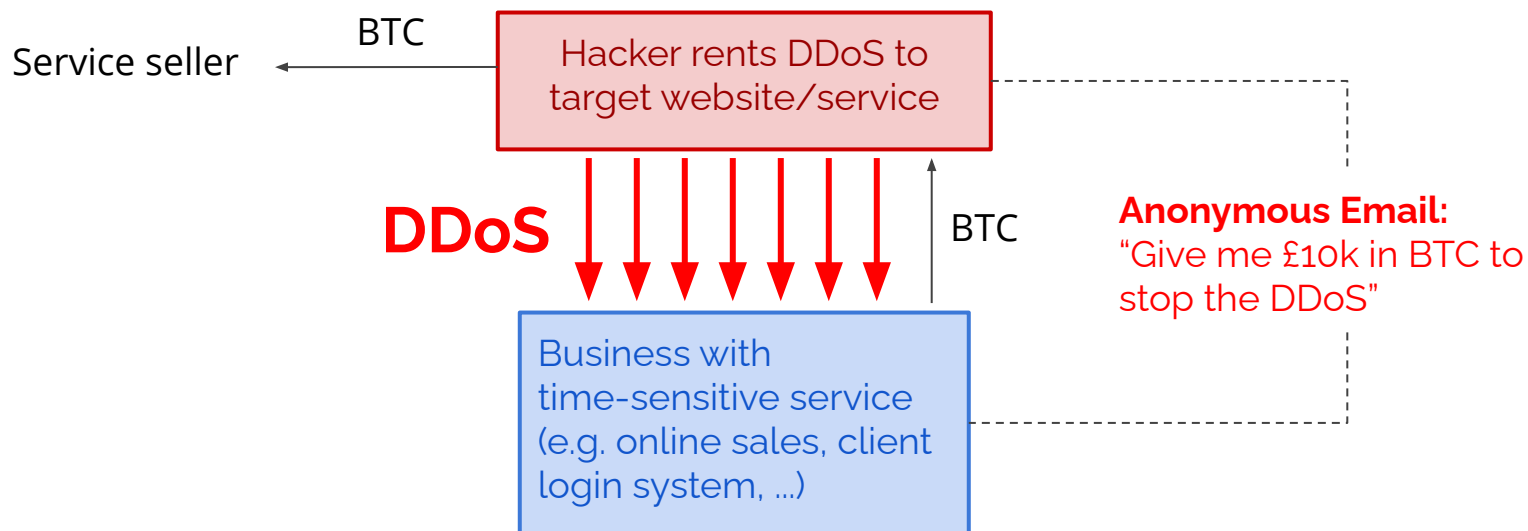 BTC
Service seller
Hacker rents DDoS to
target website/service
DDoS
BTC
Anonymous Email:
“Give me £10k in BTC to
stop the DDoS”
Business with
time-sensitive service
(e.g. online sales, client
login system, ...)